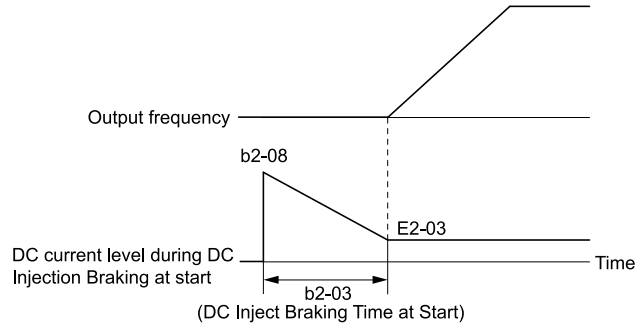 Output frequency
b2-08
E2-03
DC current level during DC
Injection Braking at start
Time
b2-03
(DC Inject Braking Time at Start)